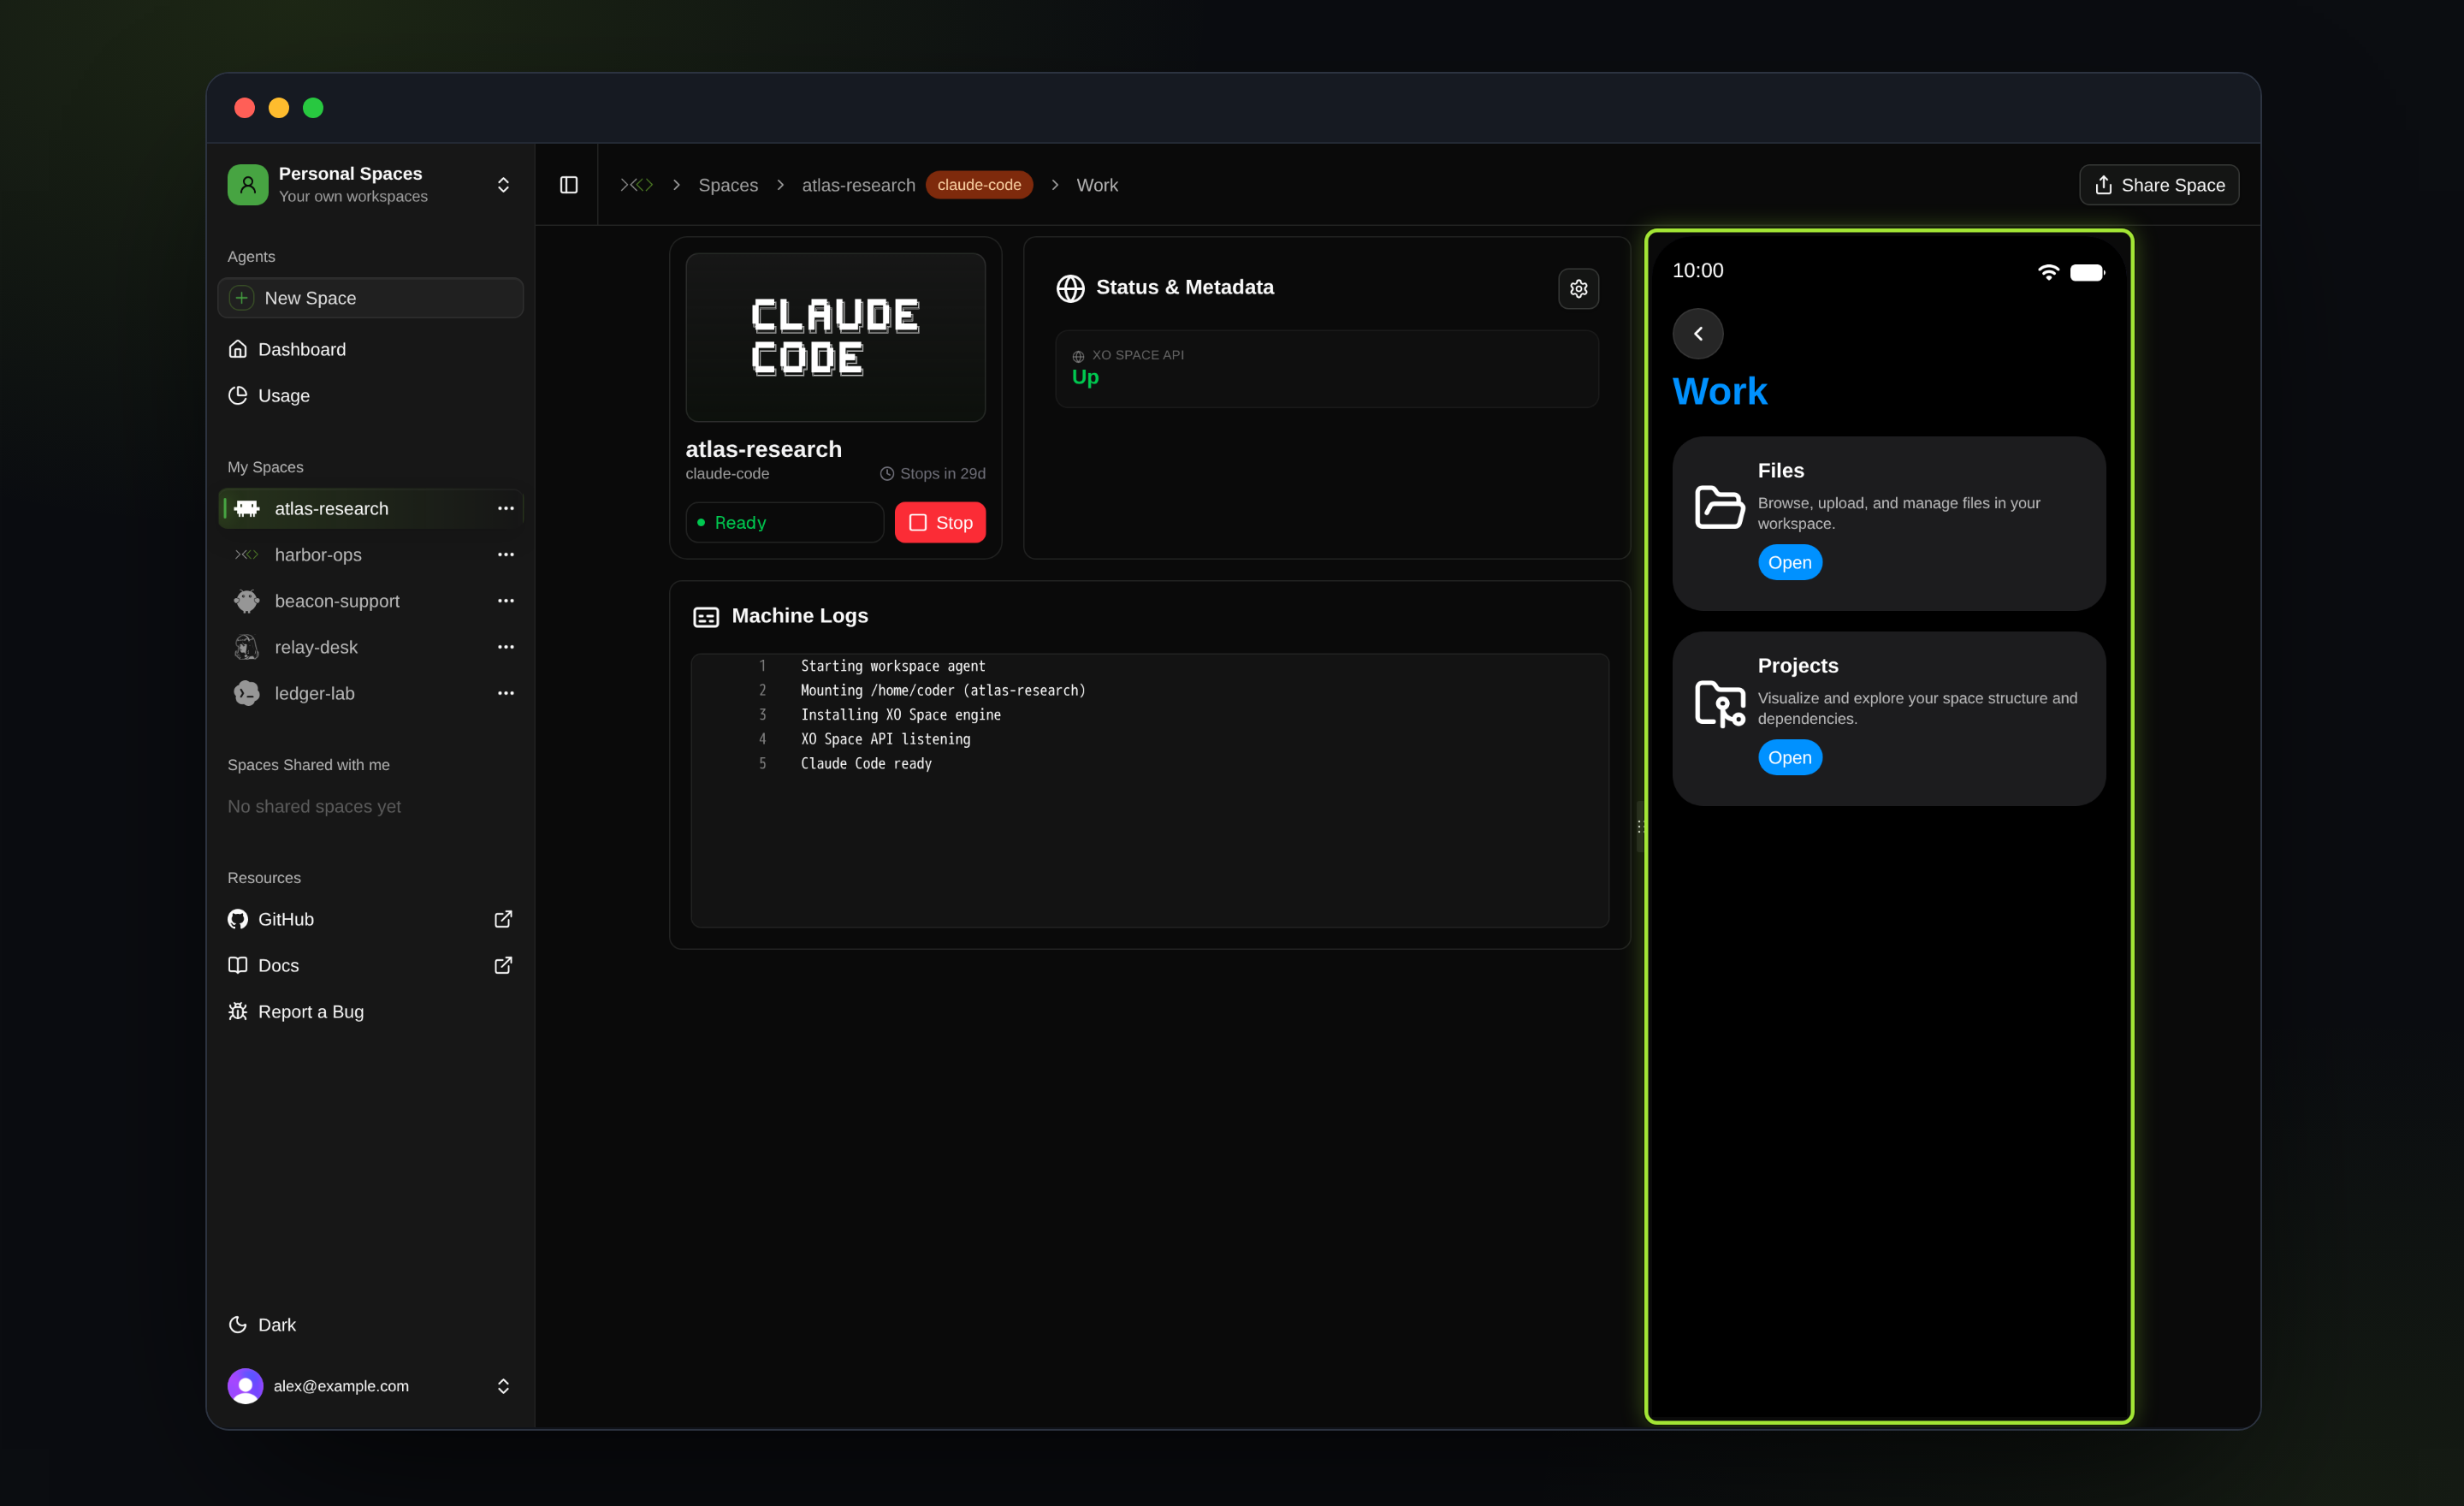 Personal Spaces
Your own workspaces
Agents
New Space
Dashboard
Usage
My Spaces
atlas-research
harbor-ops
beacon-support
relay-desk
ledger-lab
Spaces Shared with me
No shared spaces yet
Resources
GitHub
Docs
Report a Bug
Dark
alex@example.com
Spaces
atlas-research
claude-code
Work
Share Space
CLAUDE
CODE
atlas-research
claude-code
Stops in 29d
Ready
Stop
Status & Metadata
XO SPACE API
Up
Machine Logs
1 Starting workspace agent
2 Mounting /home/coder (atlas-research)
3 Installing XO Space engine
4 XO Space API listening
5 Claude Code ready
10:00
Work
Files
Browse, upload, and manage files in your
workspace.
Open
Projects
Visualize and explore your space structure and
dependencies.
Open